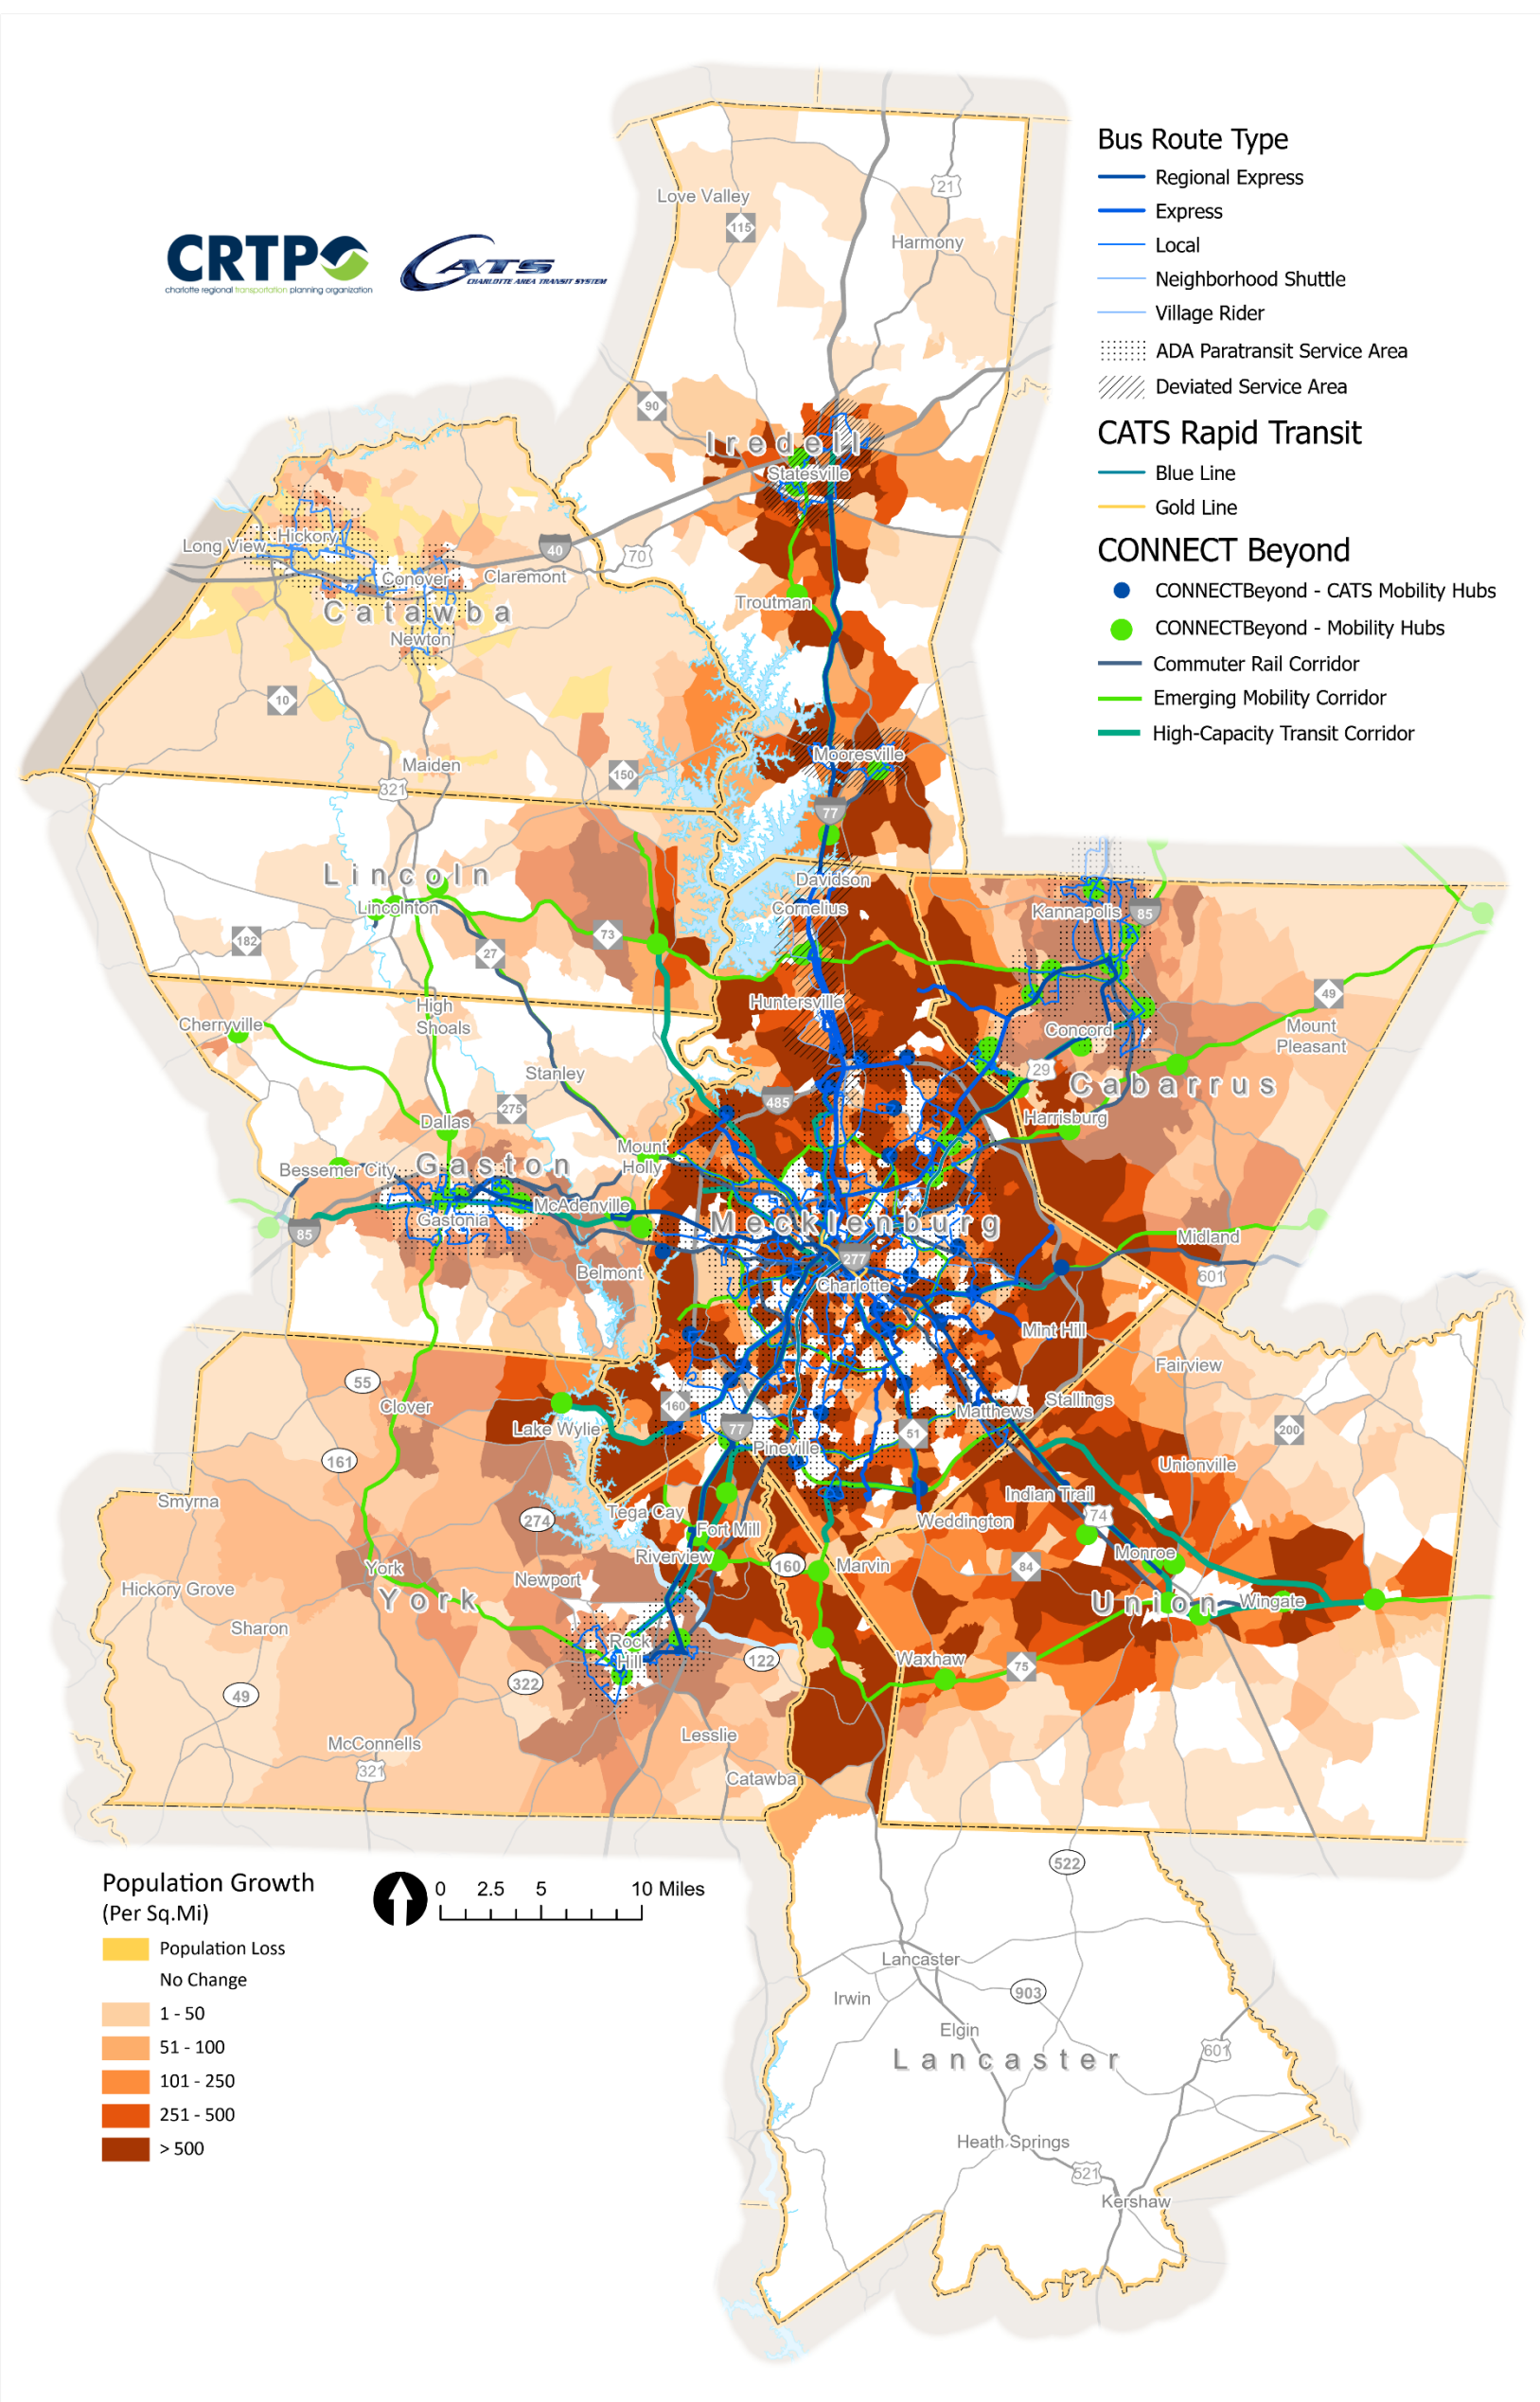 Bus Route Type
Regional Express
Express
Local
Neighborhood Shuttle
Village Rider
ADA Paratransit Service Area
Deviated Service Area
CATS Rapid Transit
Blue Line
Gold Line
CONNECT Beyond
CONNECTBeyond - CATS Mobility Hubs
CONNECTBeyond - Mobility Hubs
Commuter Rail Corridor
Emerging Mobility Corridor
High-Capacity Transit Corridor
CRTPO
charlotte regional transportation planning organization
CATS
CHARLOTTE AREA TRANSIT SYSTEM
Love Valley
21
115
Harmony
90
Iredell
Statesville
Hickory
Long View
40
70
Conover
Claremont
Catawba
Troutman
Newton
10
Mooresville
Maiden
150
321
77
Lincoln
Davidson
Lincolnton
Cornelius
Kannapolis
85
182
73
27
49
High
Shoals
Huntersville
Cherryville
Concord
Mount
Pleasant
Stanley
29
Cabarrus
275
485
Dallas
Harrisburg
Mount
Holly
Bessemer City
Gaston
McAdenville
Gastonia
85
Mecklenburg
Midland
277
Belmont
Charlotte
601
Mint Hill
Fairview
55
Clover
160
Stallings
Lake Wylie
Matthews
77
51
200
Pineville
161
Unionville
Smyrna
Indian Trail
274
Tega Cay
74
Weddington
Fort Mill
Monroe
Riverview
160
Marvin
84
York
Newport
Hickory Grove
York
Union
Wingate
Sharon
Rock
Hill
122
Waxhaw
75
322
49
Lesslie
McConnells
321
Catawba
522
Population Growth
(Per Sq.Mi)
0 2.5 5 10 Miles
Population Loss
No Change
1 - 50
51 - 100
101 - 250
251 - 500
> 500
Lancaster
903
Irwin
Elgin
601
Lancaster
Heath Springs
521
Kershaw